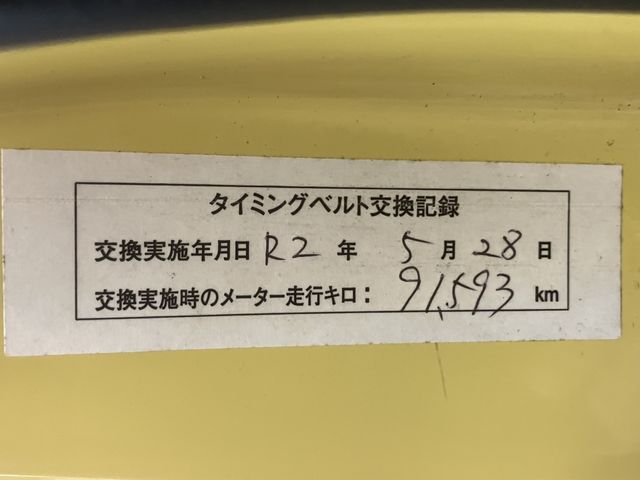 タイミングベルト交換記録
交換実施年月日 R2 年 5 月 28 日
交換実施時のメーター走行キロ： 91,593 km